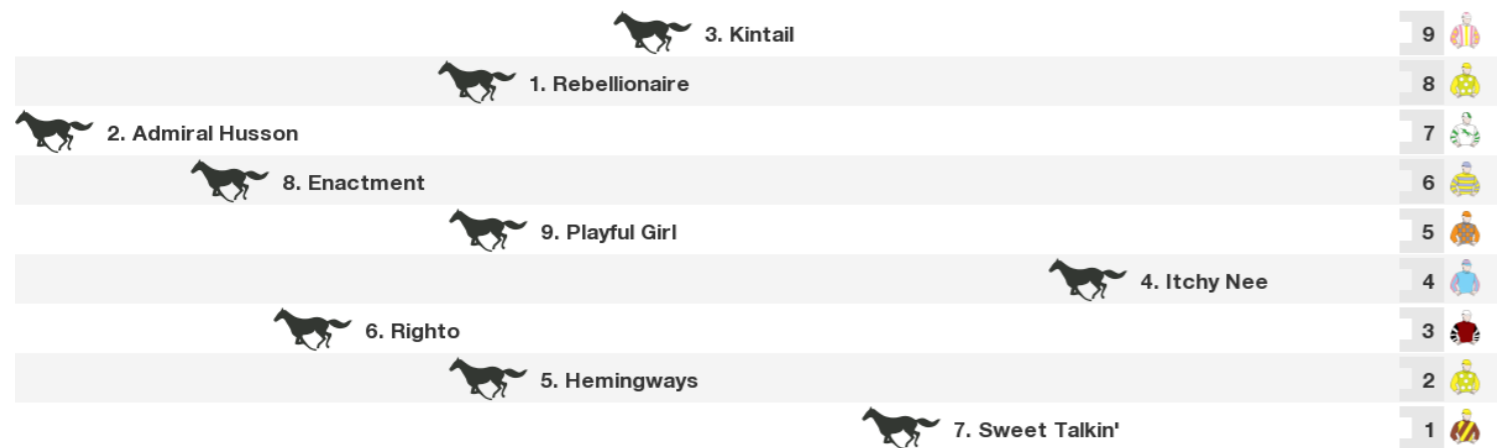 3. Kintail 9
1. Rebellionaire 8
2. Admiral Husson 7
8. Enactment 6
9. Playful Girl 5
4. Itchy Nee 4
6. Righto 3
5. Hemingways 2
7. Sweet Talkin' 1